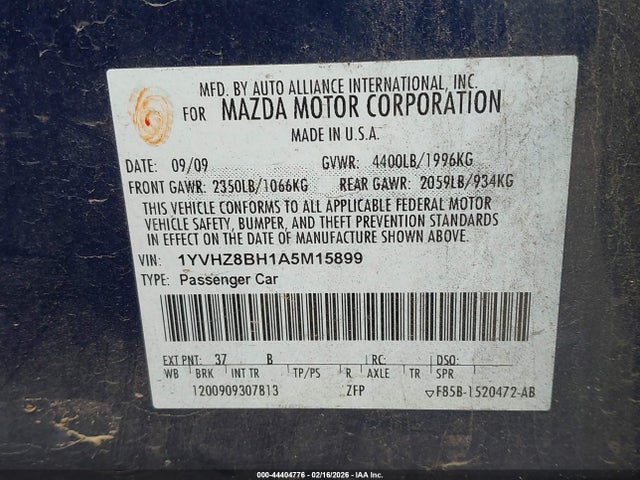 MFD. BY AUTO ALLIANCE INTERNATIONAL, INC.
FOR MAZDA MOTOR CORPORATION
MADE IN U.S.A.
DATE: 09/09 GVWR: 4400LB/1996KG
FRONT GAWR: 2350LB/1066KG REAR GAWR: 2059LB/934KG
THIS VEHICLE CONFORMS TO ALL APPLICABLE FEDERAL MOTOR
VEHICLE SAFETY, BUMPER, AND THEFT PREVENTION STANDARDS
IN EFFECT ON THE DATE OF MANUFACTURE SHOWN ABOVE.
VIN: 1YVHZ8BH1A5M15899
TYPE: Passenger Car
EXT PNT: 37 B RC: DSO:
WB BRK INT TR TP/PS R AXLE TR SPR
1200909307813 ZFP F85B-1520472-AB
000-44404776 - 02/16/2026 - IAA Inc.